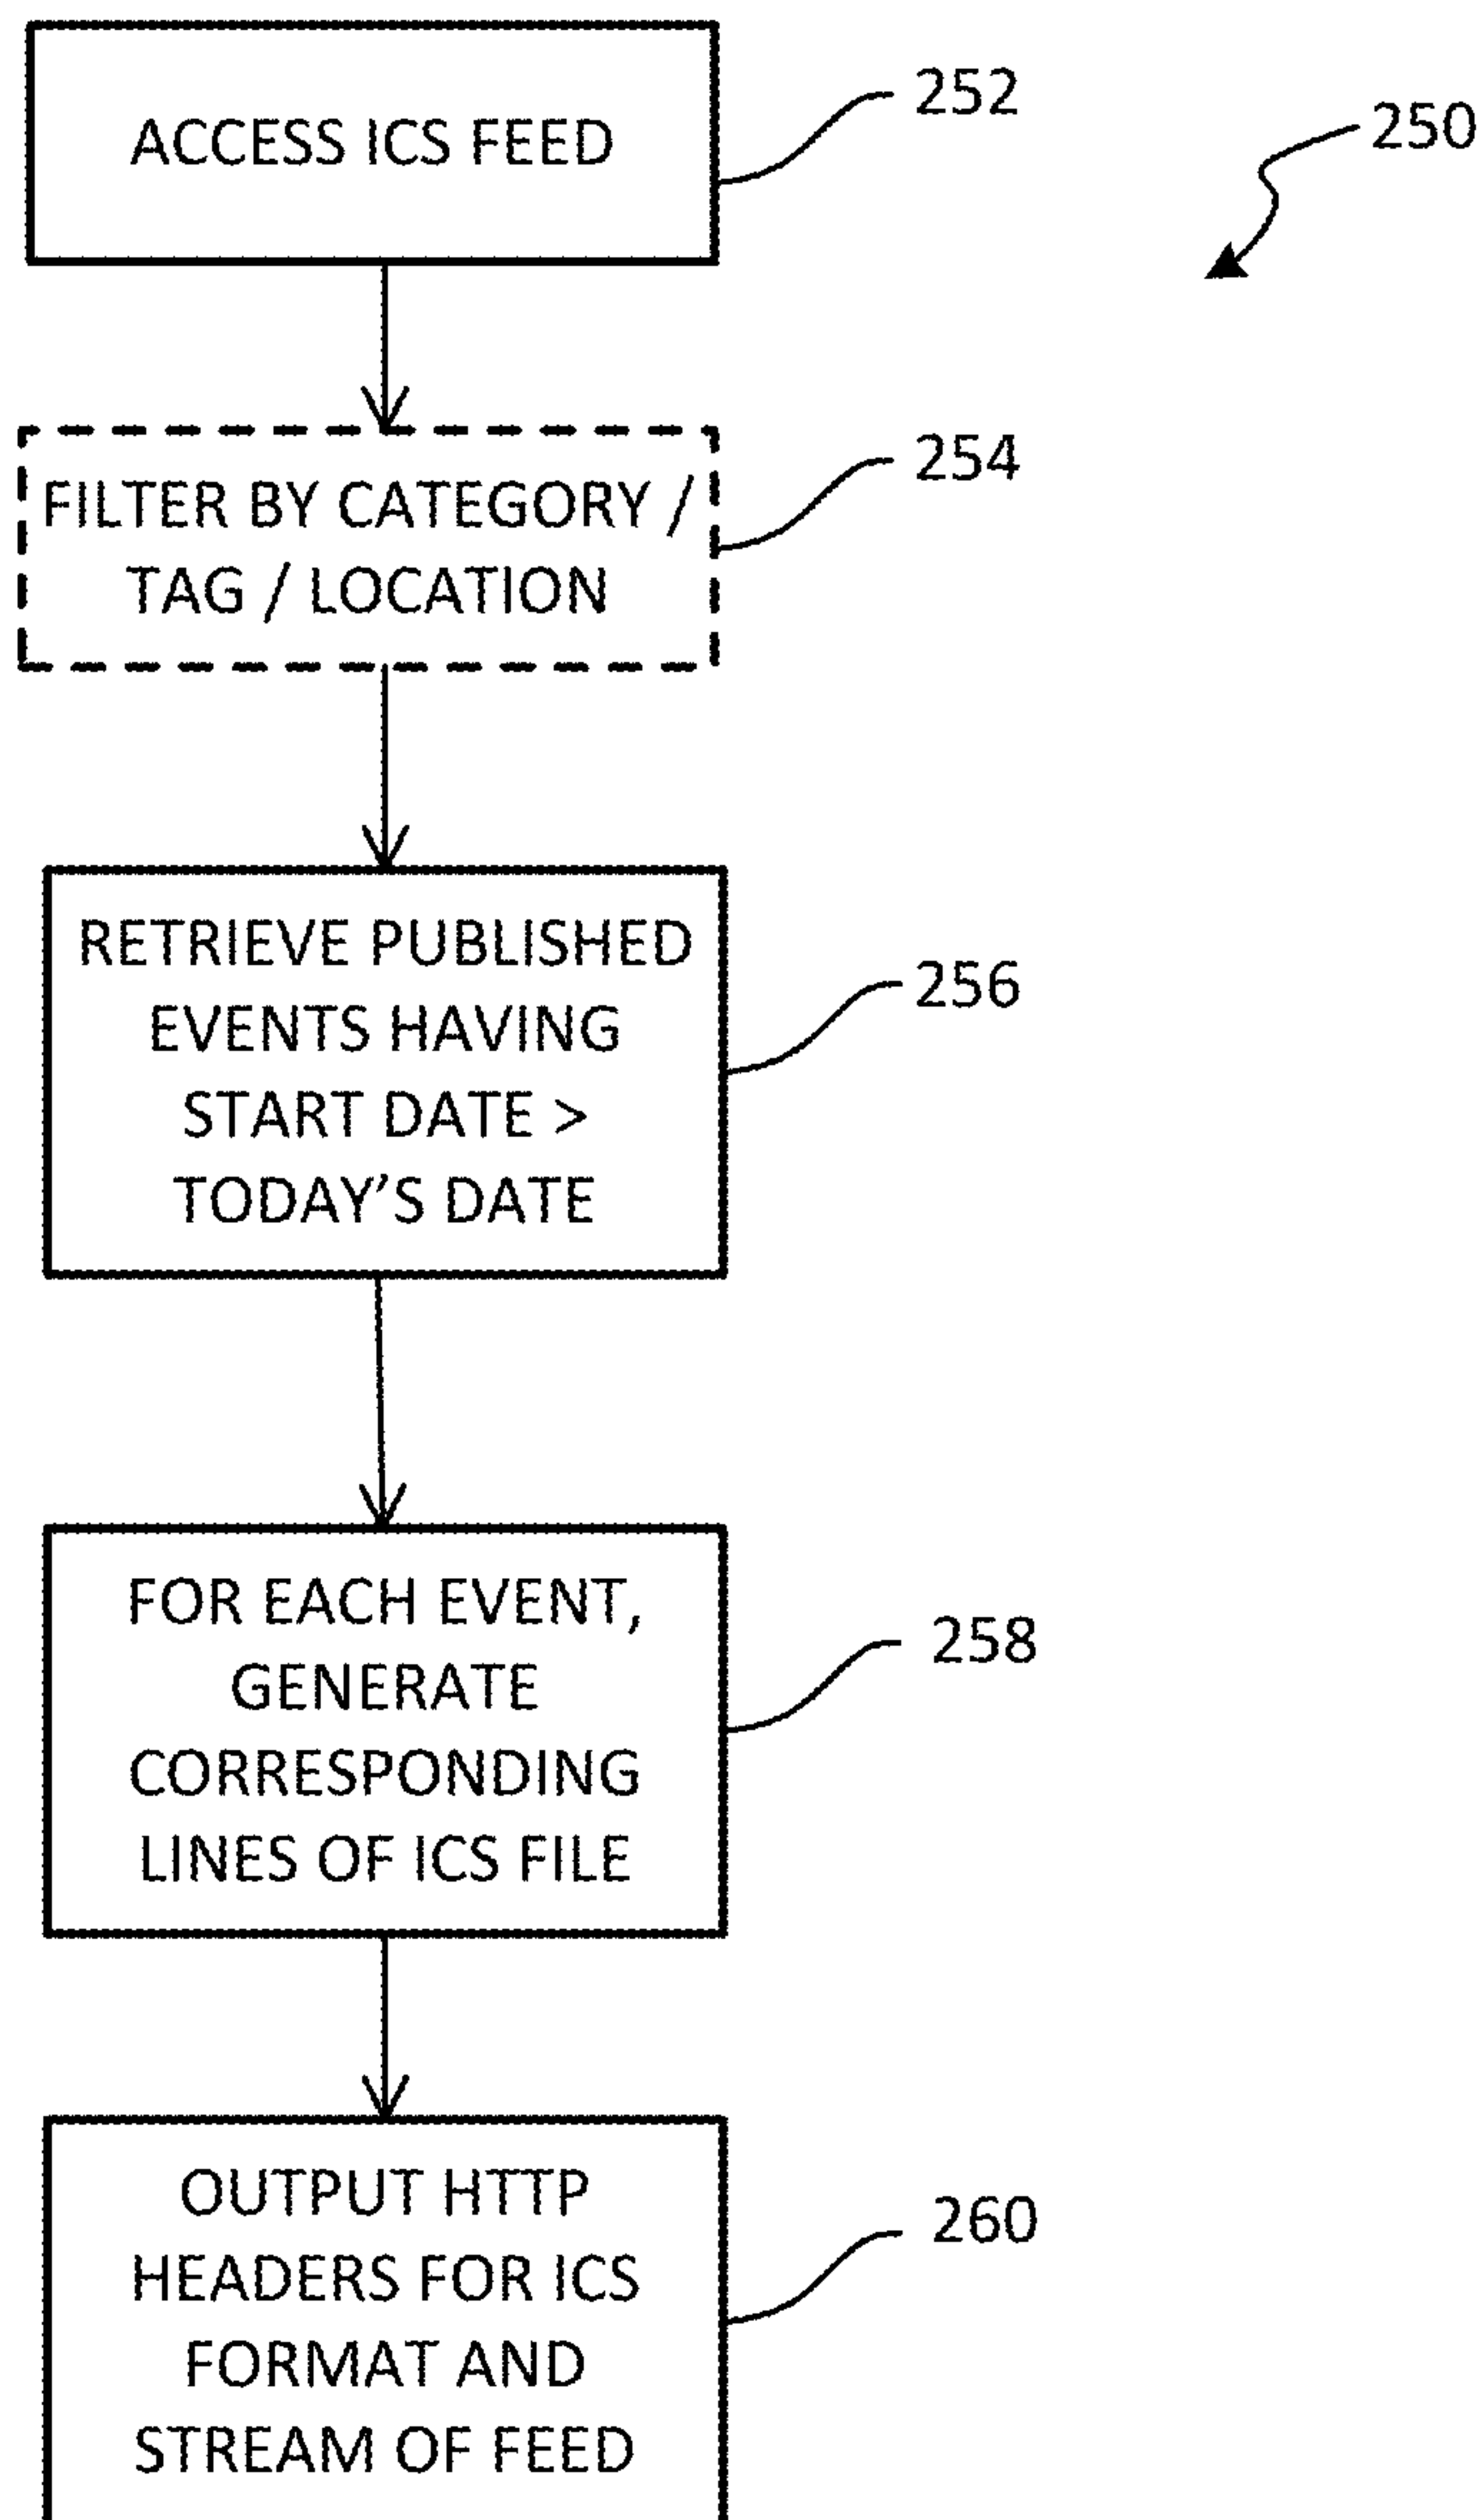 ACCESS ICS FEED
252
250
FILTER BY CATEGORY /
TAG / LOCATION
254
RETRIEVE PUBLISHED
EVENTS HAVING
START DATE >
TODAY’S DATE
256
FOR EACH EVENT,
GENERATE
CORRESPONDING
LINES OF ICS FILE
258
OUTPUT HTTP
HEADERS FOR ICS
FORMAT AND
STREAM OF FEED
260